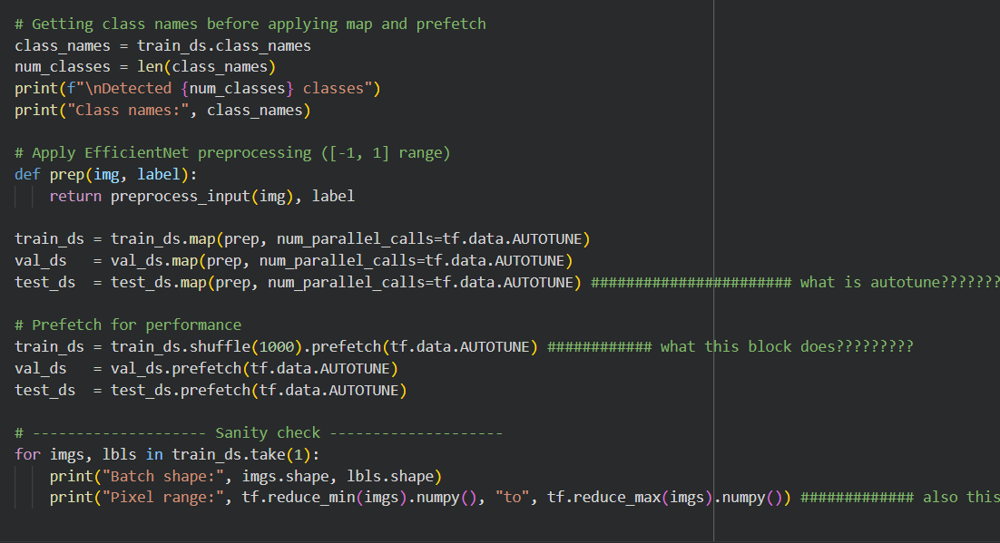 # Getting class names before applying map and prefetch
class_names = train_ds.class_names
num_classes = len(class_names)
print(f"\nDetected {num_classes} classes")
print("Class names:", class_names)
# Apply EfficientNet preprocessing ([-1, 1] range)
def prep(img, label):
    return preprocess_input(img), label
train_ds = train_ds.map(prep, num_parallel_calls=tf.data.AUTOTUNE)
val_ds   = val_ds.map(prep, num_parallel_calls=tf.data.AUTOTUNE)
test_ds  = test_ds.map(prep, num_parallel_calls=tf.data.AUTOTUNE) ####################### what is autotune???????
# Prefetch for performance
train_ds = train_ds.shuffle(1000).prefetch(tf.data.AUTOTUNE) ############ what this block does?????????
val_ds   = val_ds.prefetch(tf.data.AUTOTUNE)
test_ds  = test_ds.prefetch(tf.data.AUTOTUNE)
# -------------------- Sanity check --------------------
for imgs, lbls in train_ds.take(1):
    print("Batch shape:", imgs.shape, lbls.shape)
    print("Pixel range:", tf.reduce_min(imgs).numpy(), "to", tf.reduce_max(imgs).numpy()) ############# also this